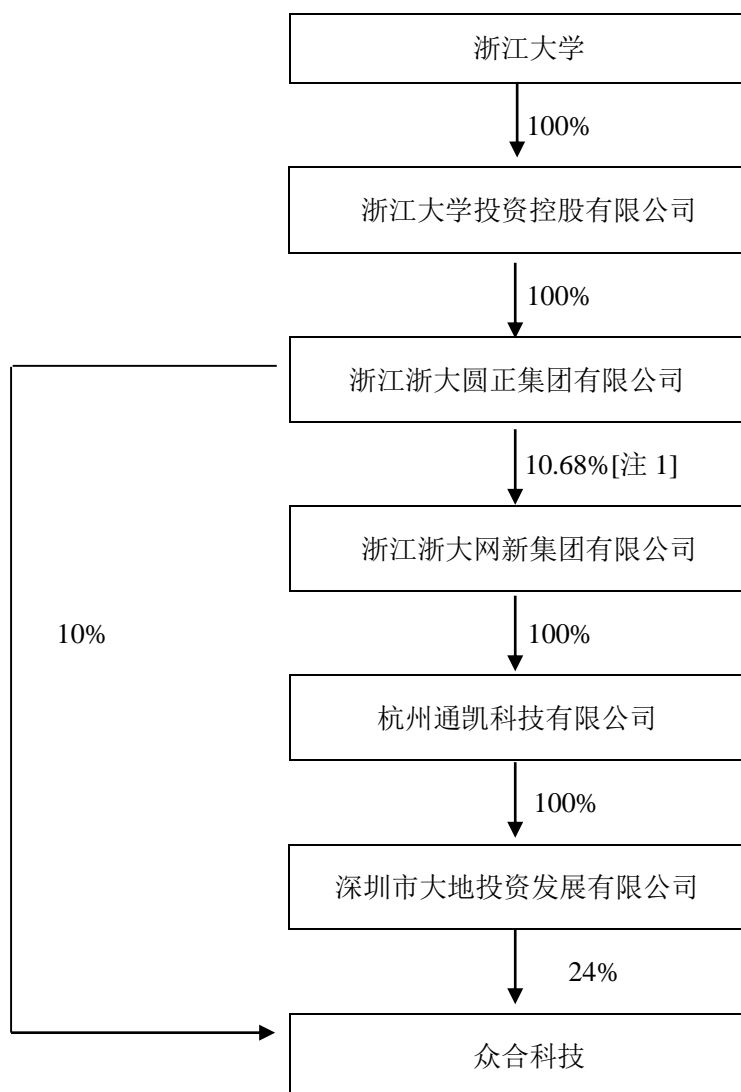 浙江大学
100%
浙江大学投资控股有限公司
100%
浙江浙大圆正集团有限公司
10.68%[注 1]
浙江浙大网新集团有限公司
10%
100%
杭州通凯科技有限公司
100%
深圳市大地投资发展有限公司
24%
众合科技